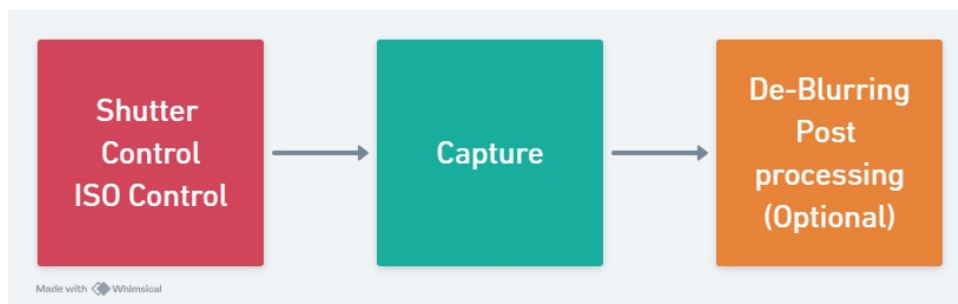 Shutter
Control
ISO Control
Capture
De-Blurring
Post
processing
(Optional)
Made with Whimsical